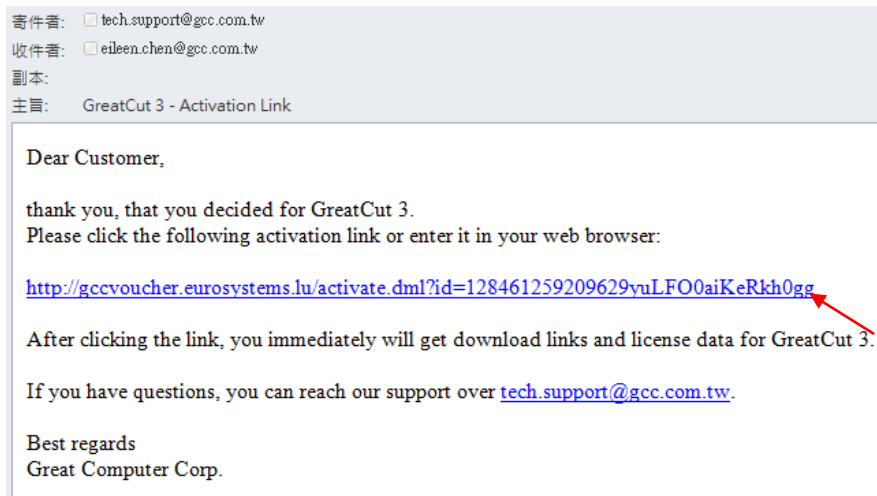 寄件者: tech.support@gcc.com.tw
收件者: eileen.chen@gcc.com.tw
副本:
主旨: GreatCut 3 - Activation Link
Dear Customer,
thank you, that you decided for GreatCut 3.
Please click the following activation link or enter it in your web browser:
http://gccvoucher.eurosystems.lu/activate.dml?id=128461259209629yuLFO0aiKeRkh0gg
After clicking the link, you immediately will get download links and license data for GreatCut 3.
If you have questions, you can reach our support over tech.support@gcc.com.tw.
Best regards
Great Computer Corp.